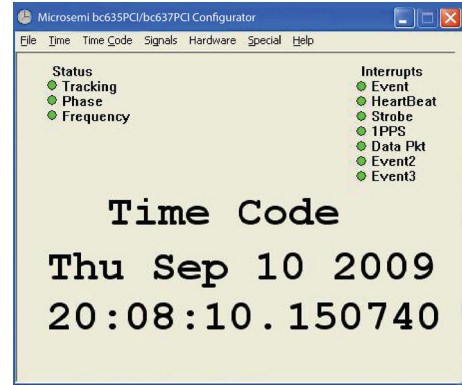 Microsemi bc635PCI/bc637PCI Configurator
File Time Time Code Signals Hardware Special Help
Status
Tracking
Phase
Frequency
Interrupts
Event
HeartBeat
Strobe
1PPS
Data Pkt
Event2
Event3
Time Code
Thu Sep 10 2009
20:08:10.150740